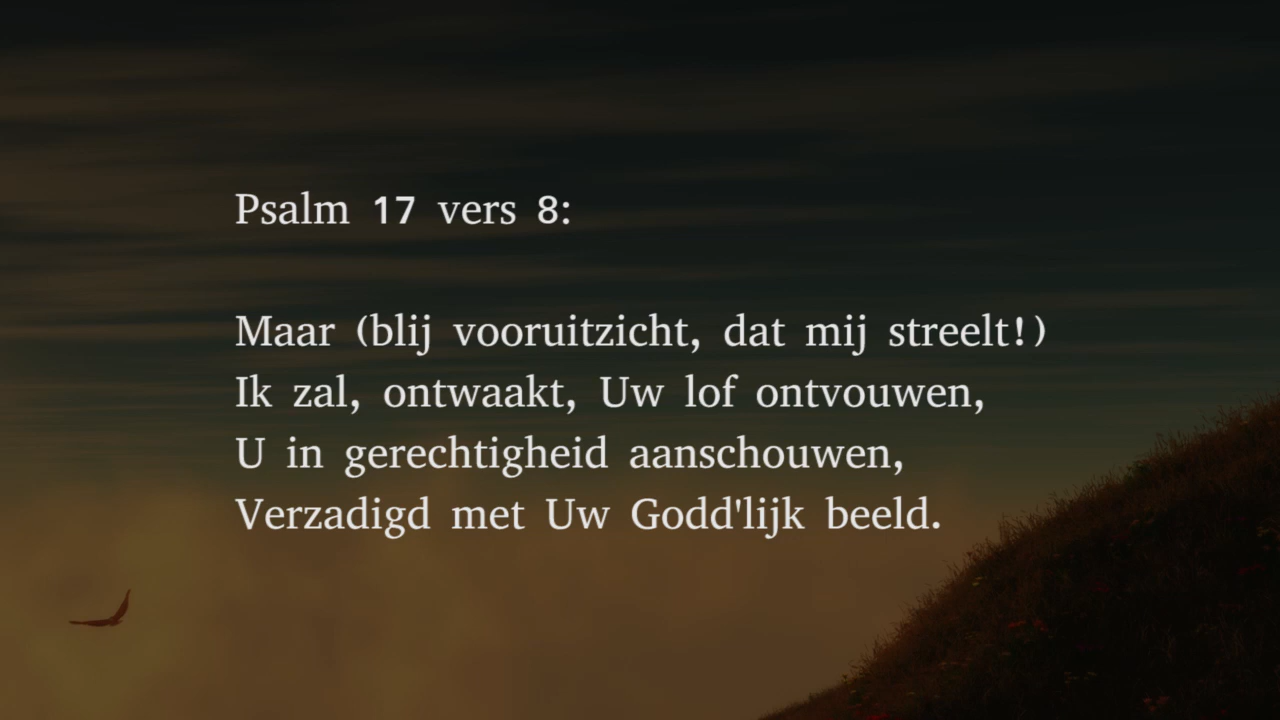 Psalm 17 vers 8:
Maar (blij vooruitzicht, dat mij streelt!)
Ik zal, ontwaakt, Uw lof ontvouwen,
U in gerechtigheid aanschouwen,
Verzadigd met Uw Godd'lijk beeld.